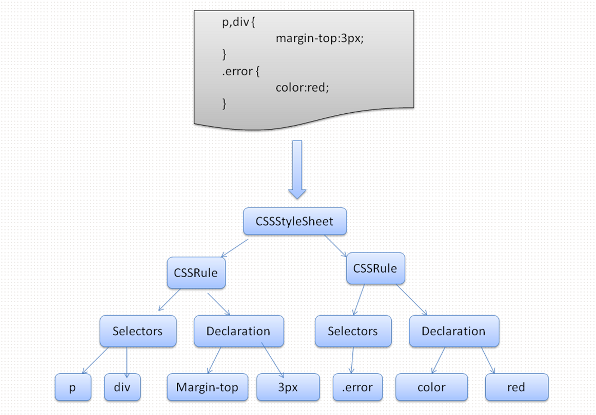 p,div {
margin-top:3px;
}
.error {
color:red;
}
CSSStyleSheet
CSSRule
CSSRule
Selectors
Declaration
Selectors
Declaration
p
div
Margin-top
3px
.error
color
red